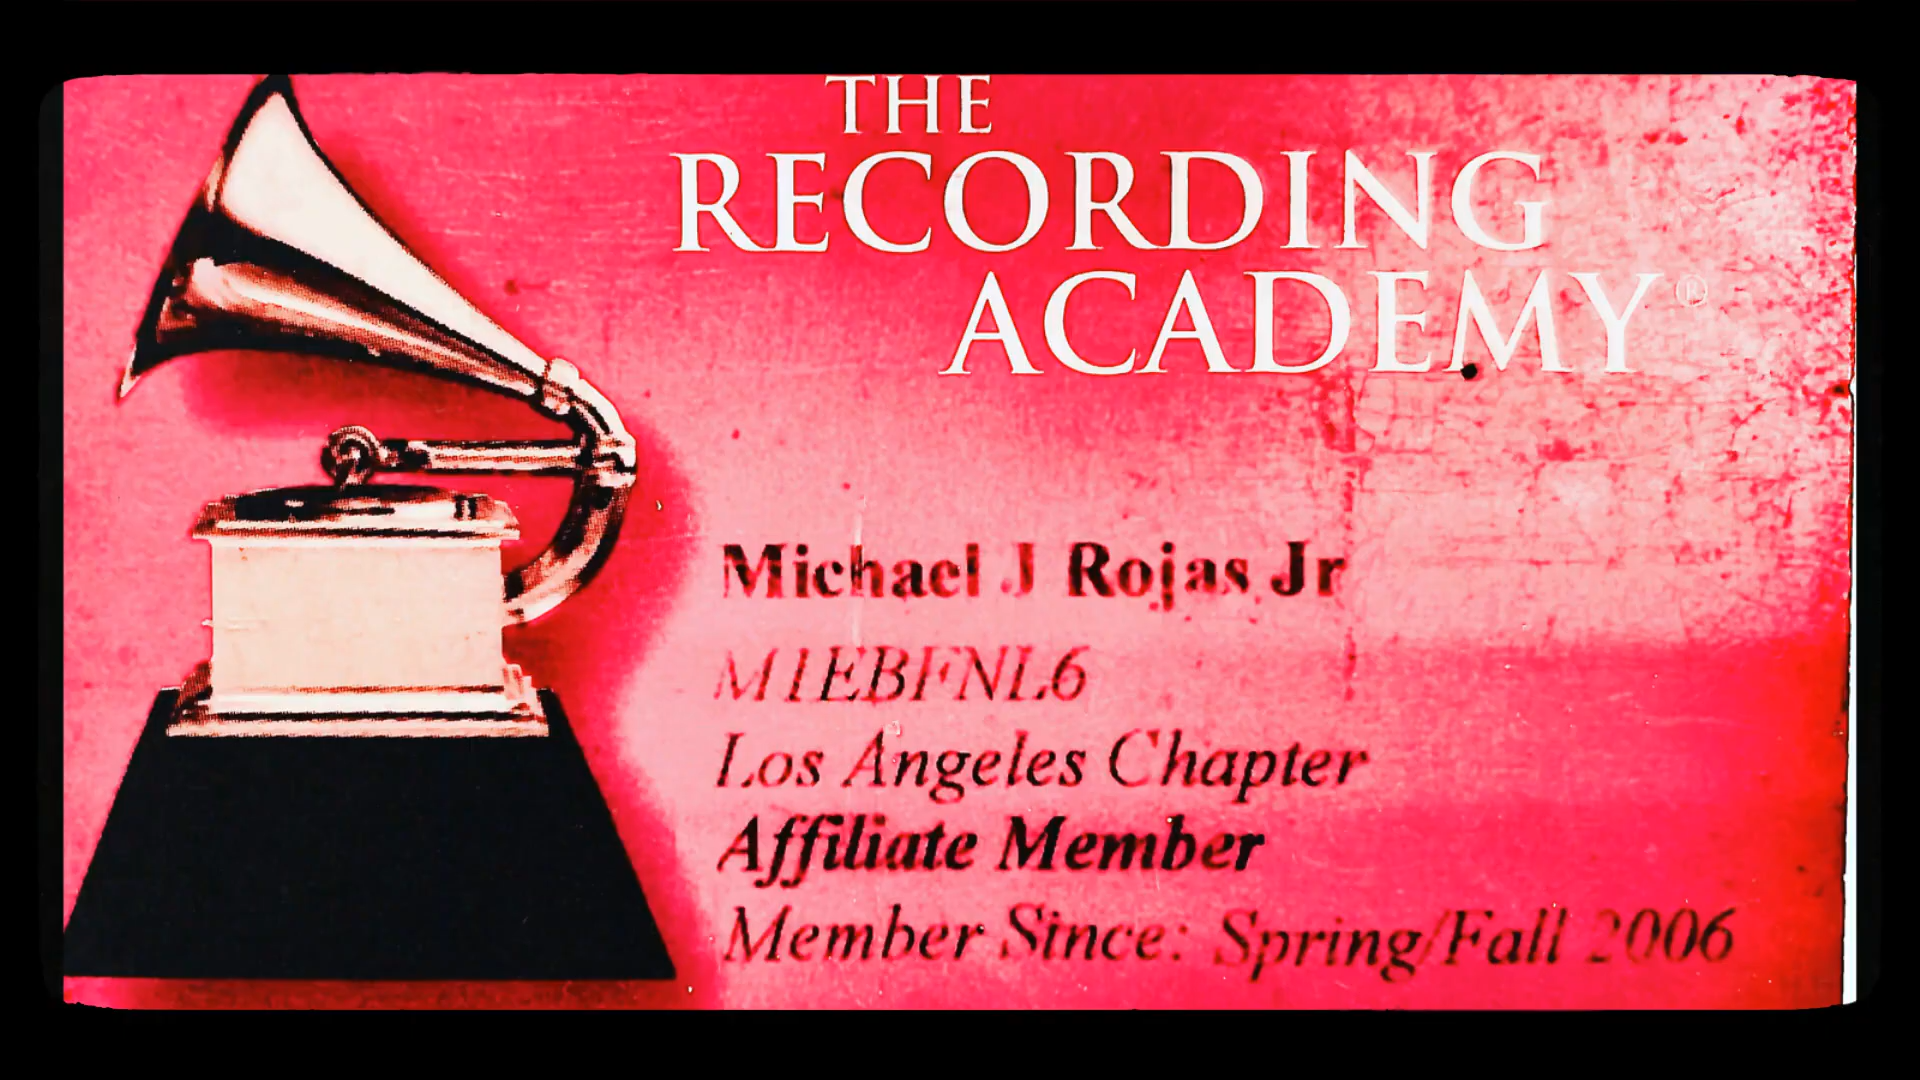 THE
RECORDING
ACADEMY®
Michael J Rojas Jr
M1EBFNL6
Los Angeles Chapter
Affiliate Member
Member Since: Spring/Fall 2006